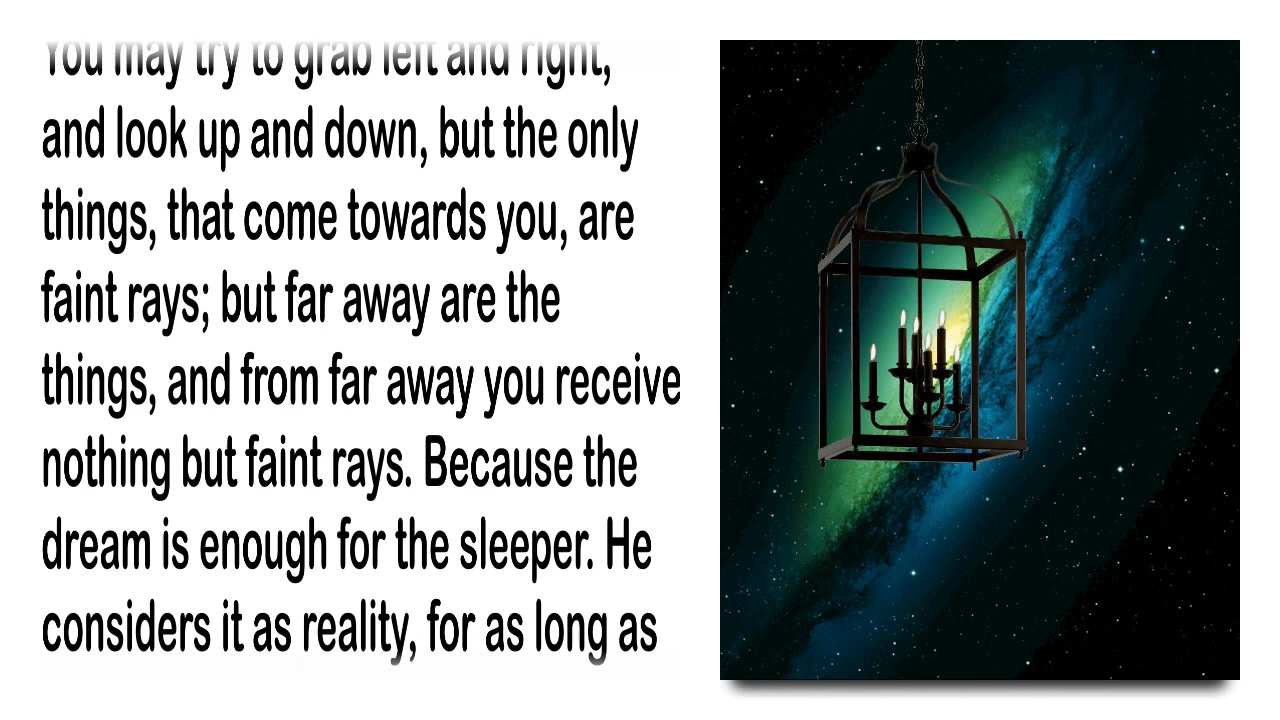 You may try to grab left and right,
and look up and down, but the only
things, that come towards you, are
faint rays; but far away are the
things, and from far away you receive
nothing but faint rays. Because the
dream is enough for the sleeper. He
considers it as reality, for as long as